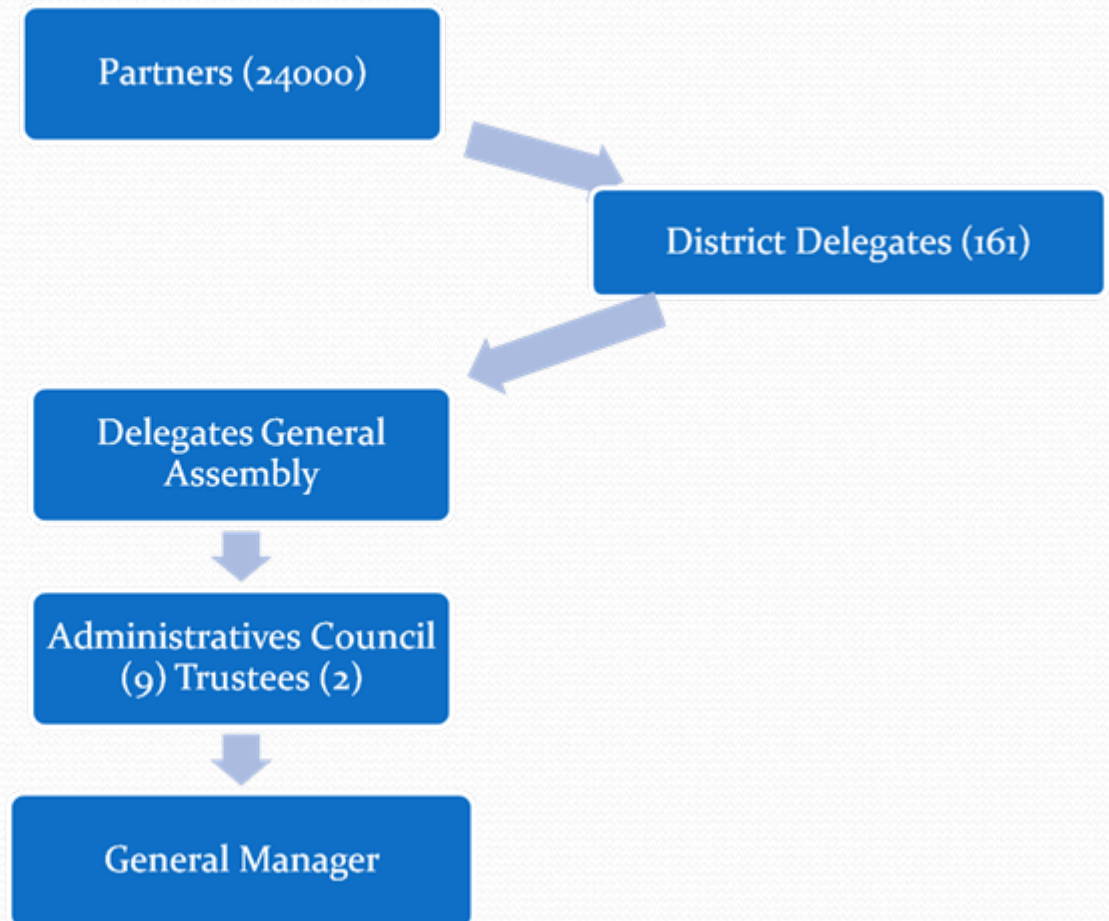 Partners (24000)
District Delegates (161)
Delegates General
Assembly
Administratives Council
(9) Trustees (2)
General Manager